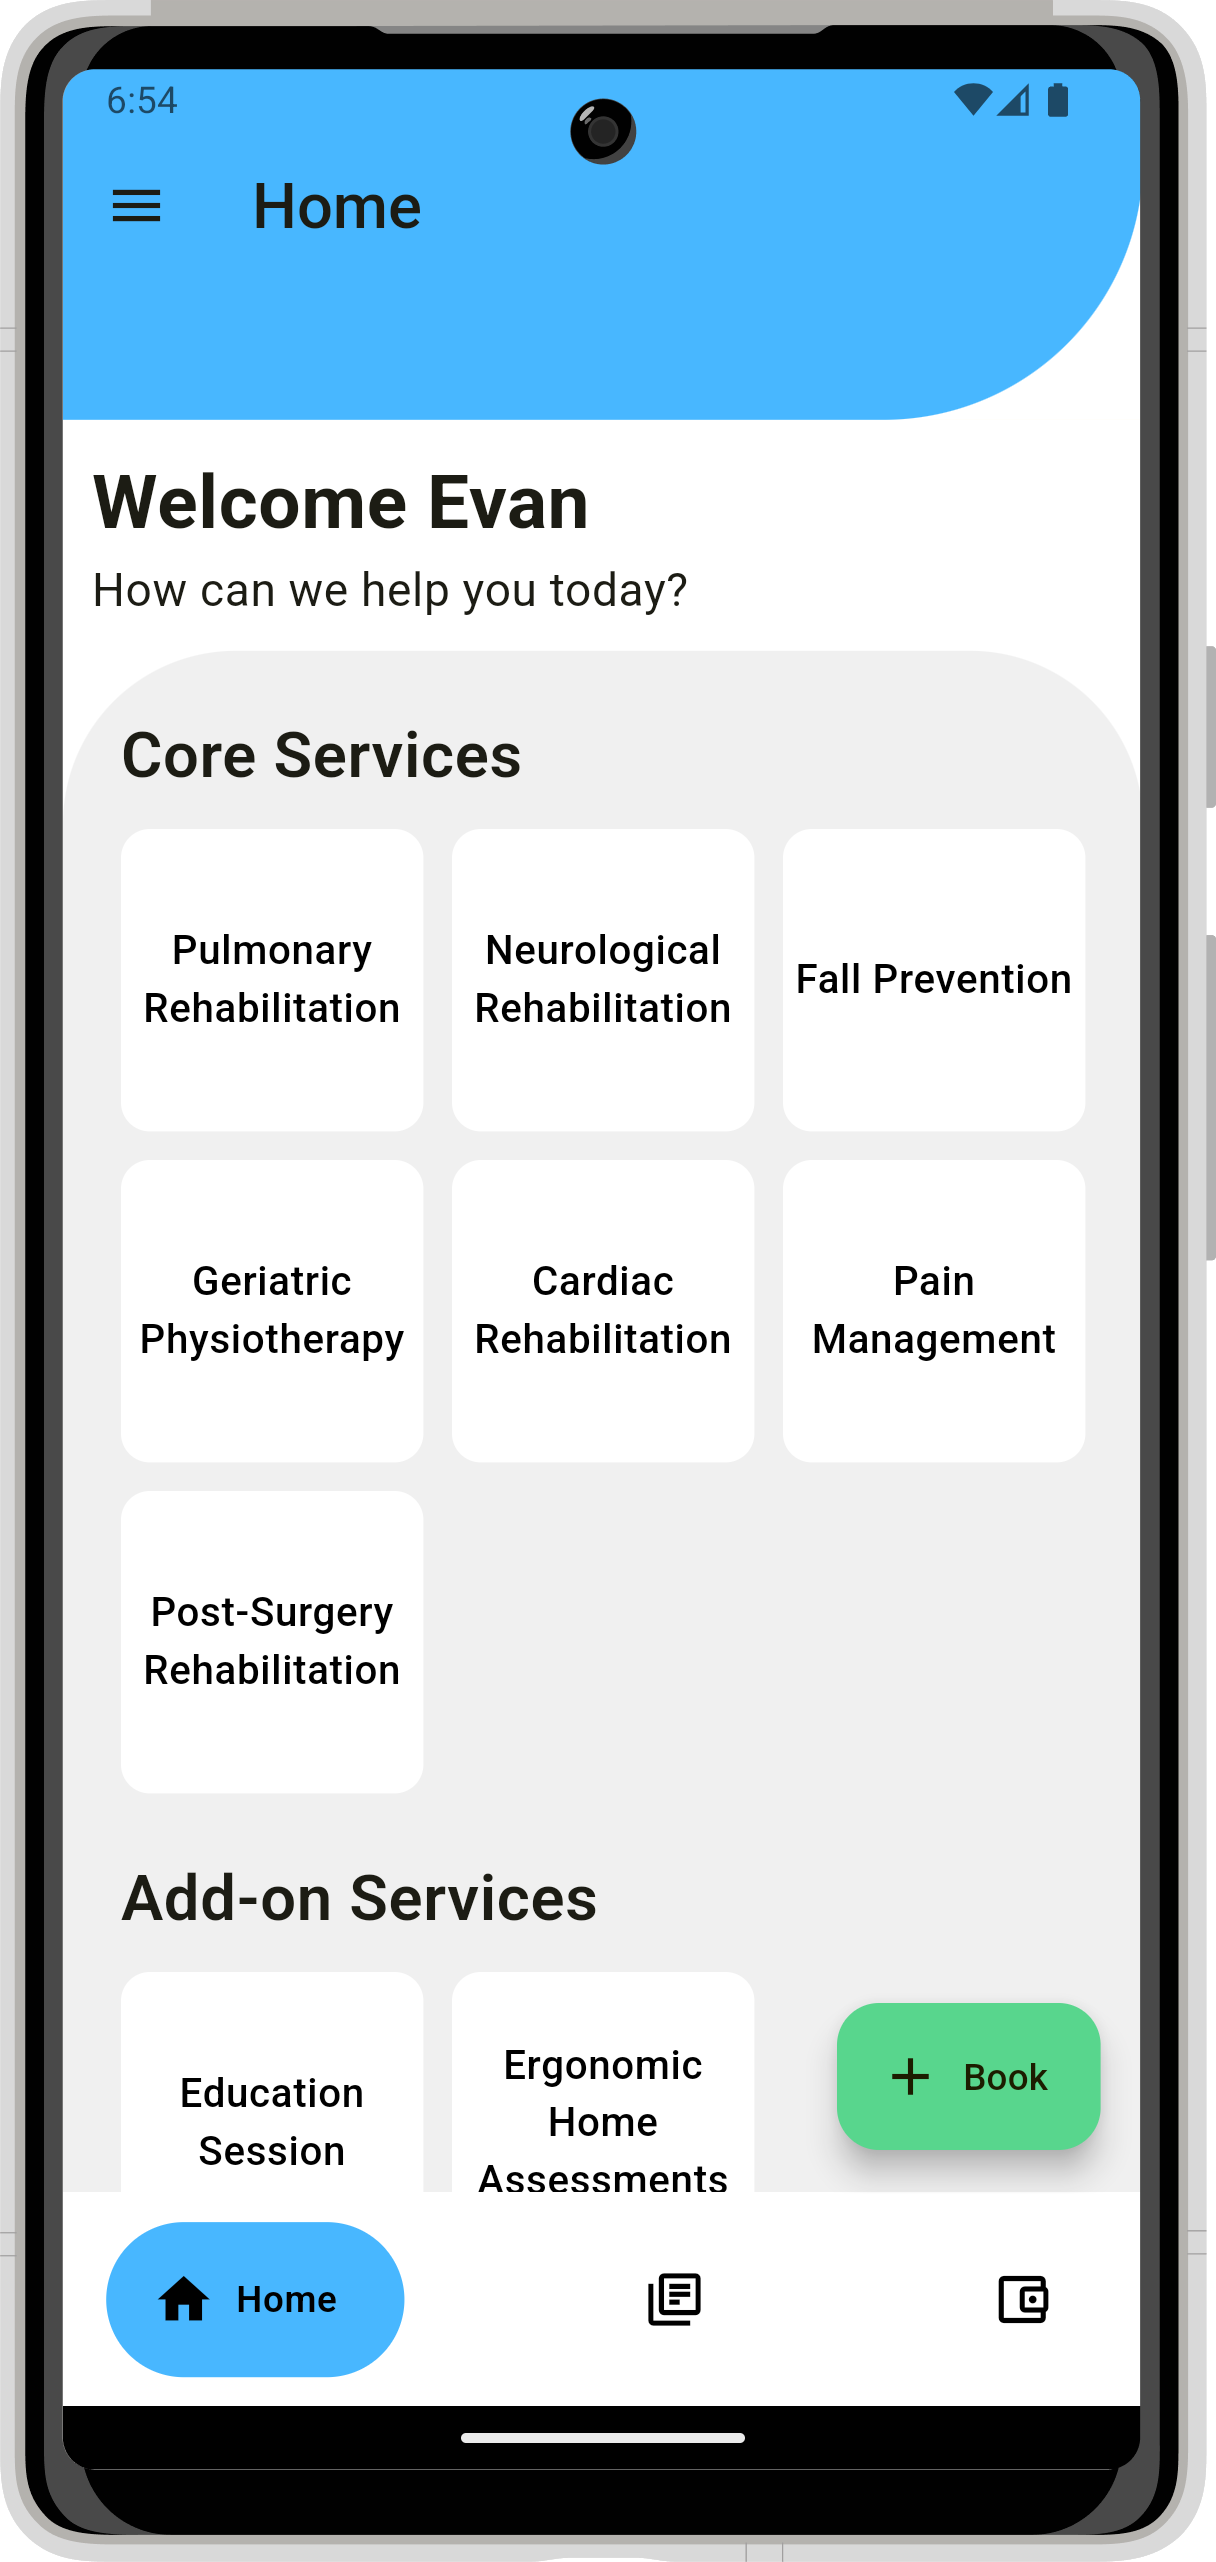 6:54
Home
Welcome Evan
How can we help you today?
Core Services
Pulmonary
Rehabilitation
Neurological
Rehabilitation
Fall Prevention
Geriatric
Physiotherapy
Cardiac
Rehabilitation
Pain
Management
Post-Surgery
Rehabilitation
Add-on Services
Education
Session
Ergonomic
Home
Assessments
Book
Home